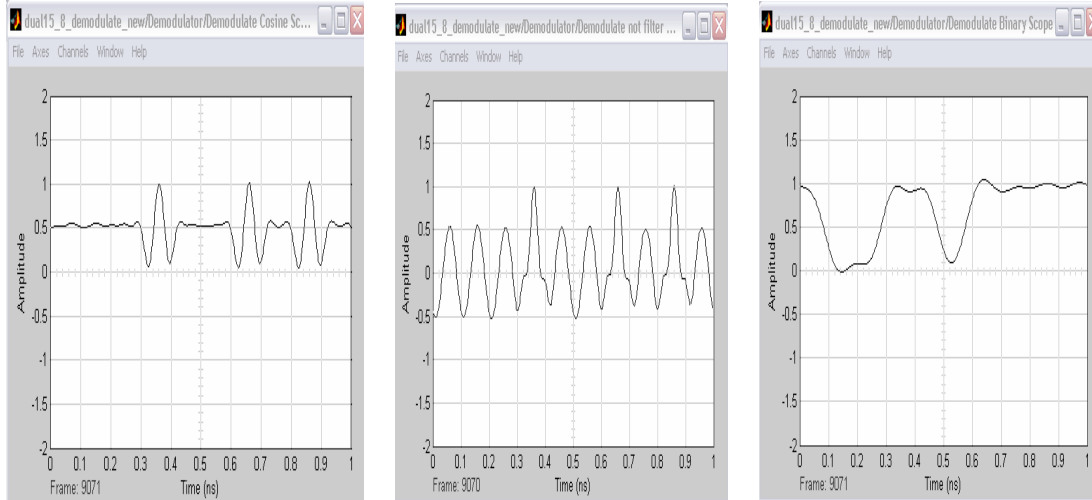 dual15_8_demodulate_new/Demodulator/Demodulate Cosine Sc...
File Axes Channels Window Help
2
1.5
1
0.5
0
-0.5
-1
-1.5
-2
Amplitude
0 0.1 0.2 0.3 0.4 0.5 0.6 0.7 0.8 0.9 1
Frame: 9071 Time (ns)
dual15_8_demodulate_new/Demodulator/Demodulate not filter ...
File Axes Channels Window Help
2
1.5
1
0.5
0
-0.5
-1
-1.5
-2
Amplitude
0 0.1 0.2 0.3 0.4 0.5 0.6 0.7 0.8 0.9 1
Frame: 9070 Time (ns)
dual15_8_demodulate_new/Demodulator/Demodulate Binary Scope
File Axes Channels Window Help
2
1.5
1
0.5
0
-0.5
-1
-1.5
-2
Amplitude
0 0.1 0.2 0.3 0.4 0.5 0.6 0.7 0.8 0.9 1
Frame: 9071 Time (ns)